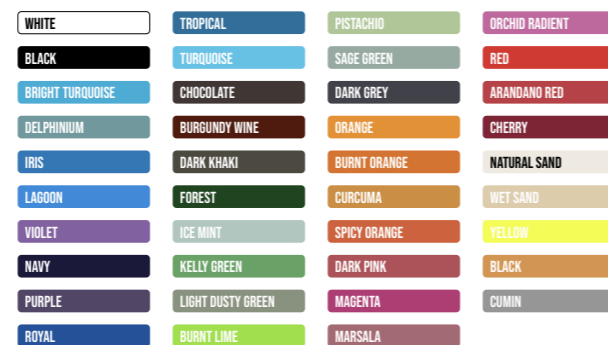 WHITE
BLACK
BRIGHT TURQUOISE
DELPHINIUM
IRIS
LAGOON
VIOLET
NAVY
PURPLE
ROYAL
TROPICAL
TURQUOISE
CHOCOLATE
BURGUNDY WINE
DARK KHAKI
FOREST
ICE MINT
KELLY GREEN
LIGHT DUSTY GREEN
BURNT LIME
PISTACHIO
SAGE GREEN
DARK GREY
ORANGE
BURNT ORANGE
CURCUMA
SPICY ORANGE
DARK PINK
MAGENTA
MARSALA
ORCHID RADIENT
RED
ARANDANO RED
CHERRY
NATURAL SAND
WET SAND
YELLOW
BLACK
CUMIN